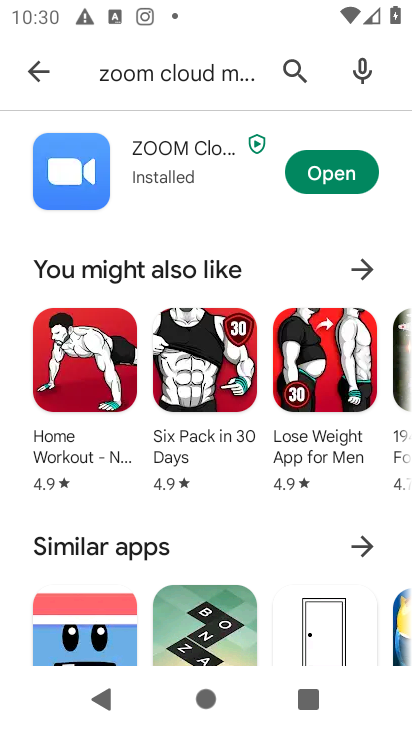 10:30
zoom cloud m...
ZOOM Clo...
Installed
Open
You might also like
30
30
Home
Workout - N...
4.9★
Six Pack in 30
Days
4.9★
Lose Weight
App for Men
4.9★
19
Fo
4.7
Similar apps
BONZA